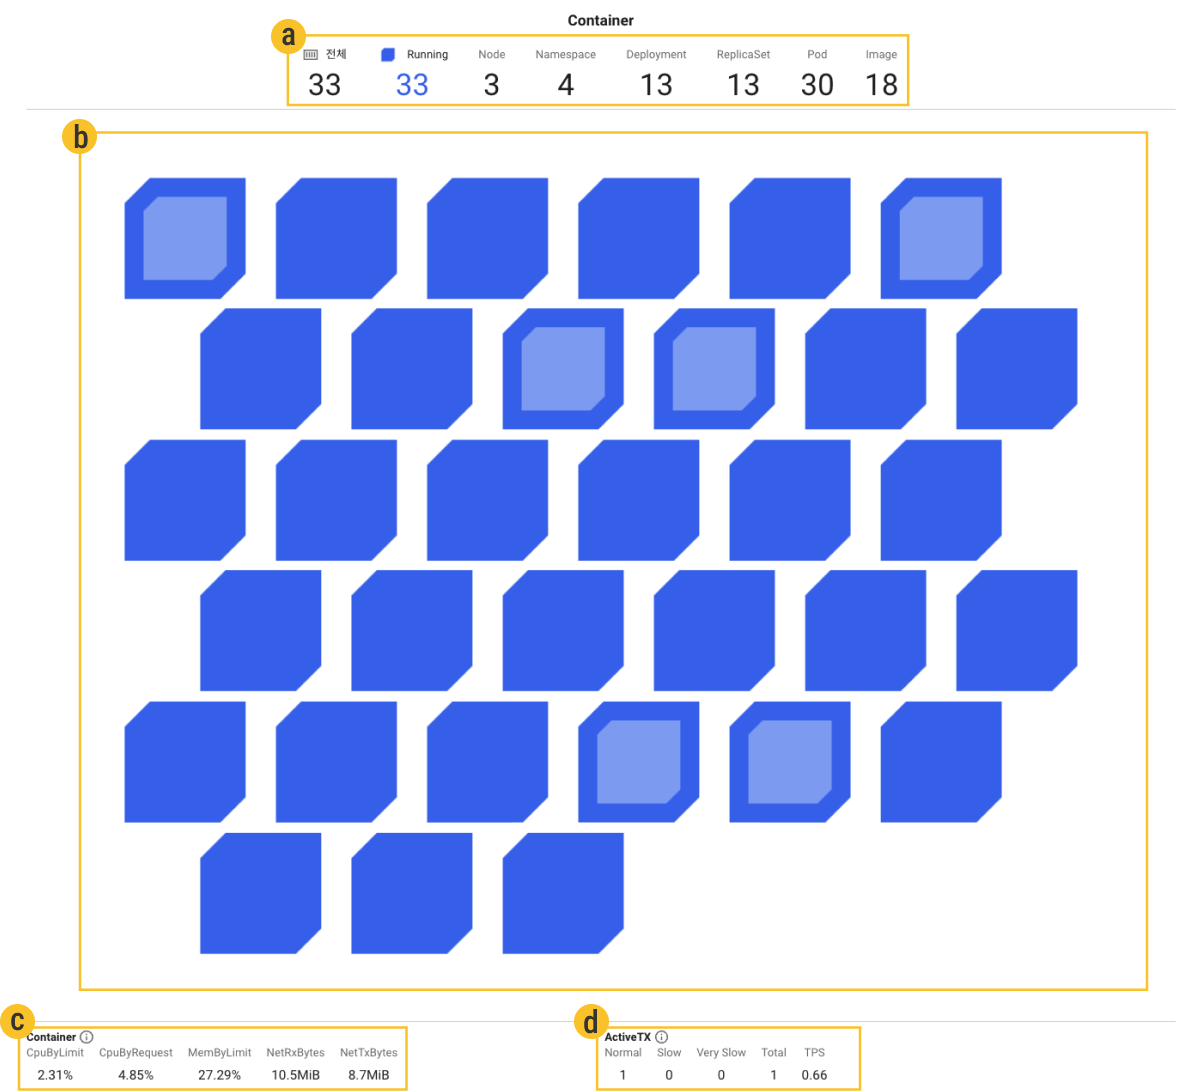 Container
a
전체 Running Node Namespace Deployment ReplicaSet Pod Image
33 33 3 4 13 13 30 18
b
c
Container
CpuByLimit CpuByRequest MemByLimit NetRxBytes NetTxBytes
2.31% 4.85% 27.29% 10.5MiB 8.7MiB
d
ActiveTX
Normal Slow Very Slow Total TPS
1 0 0 1 0.66